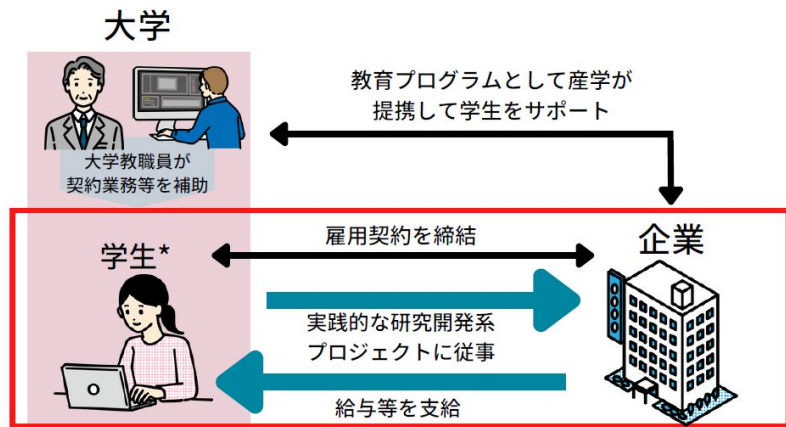 大学
教育プログラムとして産学が
提携して学生をサポート
大学教職員が
契約業務等を補助
学生*
雇用契約を締結
企業
実践的な研究開発系
プロジェクトに従事
給与等を支給